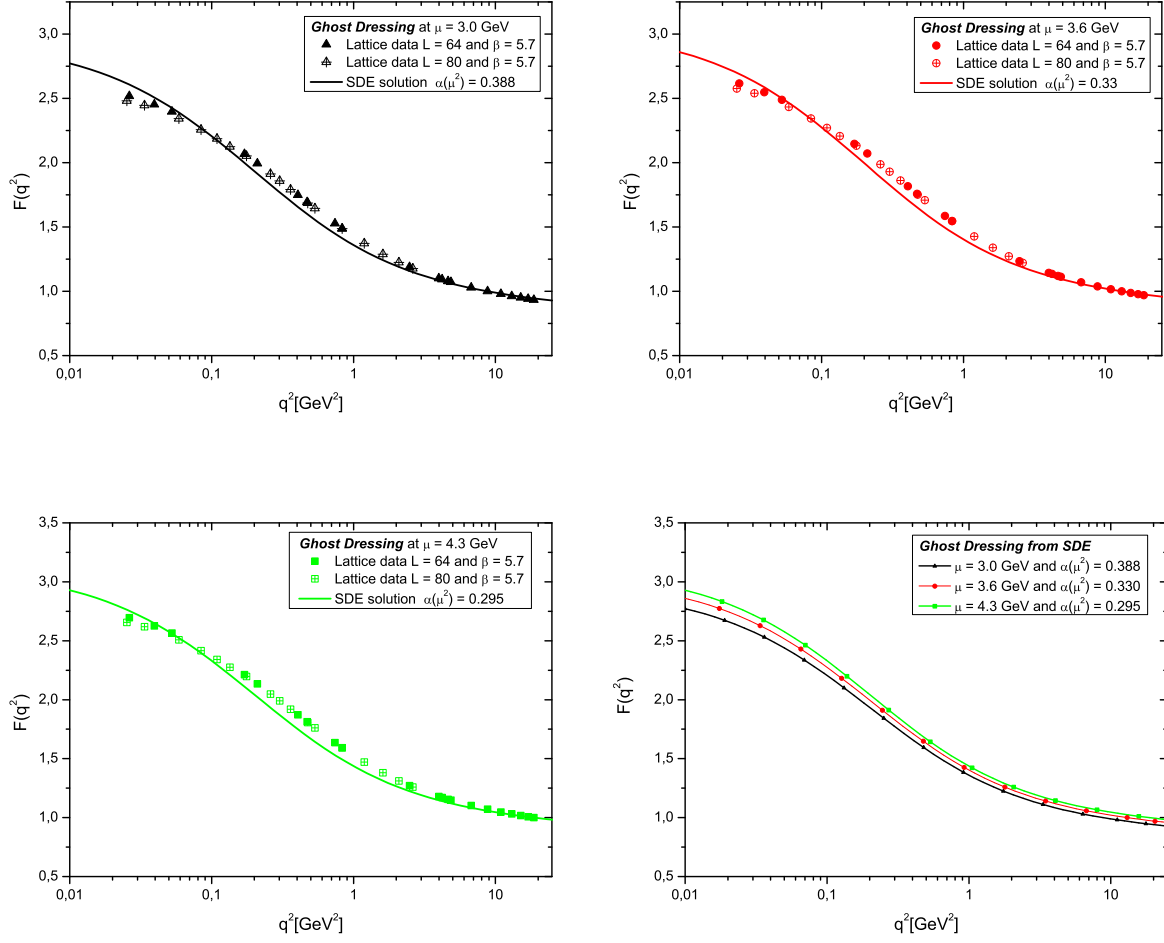 Ghost Dressing at μ = 3.0 GeV
Lattice data L = 64 and β = 5.7
Lattice data L = 80 and β = 5.7
SDE solution α(μ²) = 0.388
3,0
2,5
2,0
1,5
1,0
0,5
F(q²)
0,01 0,1 1 10
q²[GeV²]
Ghost Dressing at μ = 3.6 GeV
Lattice data L = 64 and β = 5.7
Lattice data L = 80 and β = 5.7
SDE solution α(μ²) = 0.33
3,0
2,5
2,0
1,5
1,0
0,5
F(q²)
0,01 0,1 1 10
q²[GeV²]
Ghost Dressing at μ = 4.3 GeV
Lattice data L = 64 and β = 5.7
Lattice data L = 80 and β = 5.7
SDE solution α(μ²) = 0.295
3,5
3,0
2,5
2,0
1,5
1,0
0,5
F(q²)
0,01 0,1 1 10
q²[GeV²]
Ghost Dressing from SDE
μ = 3.0 GeV and α(μ²) = 0.388
μ = 3.6 GeV and α(μ²) = 0.330
μ = 4.3 GeV and α(μ²) = 0.295
3,5
3,0
2,5
2,0
1,5
1,0
0,5
F(q²)
0,01 0,1 1 10
q²[GeV²]